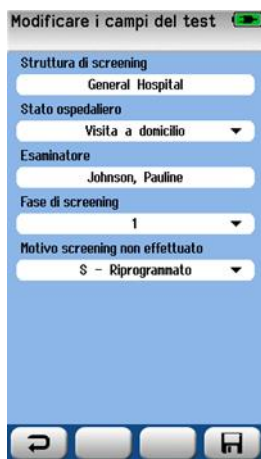 Modificare i campi del test
Struttura di screening
General Hospital
Stato ospedaliero
Visita a domicilio
Esaminatore
Johnson, Pauline
Fase di screening
1
Motivo screening non effettuato
S - Riprogrammato